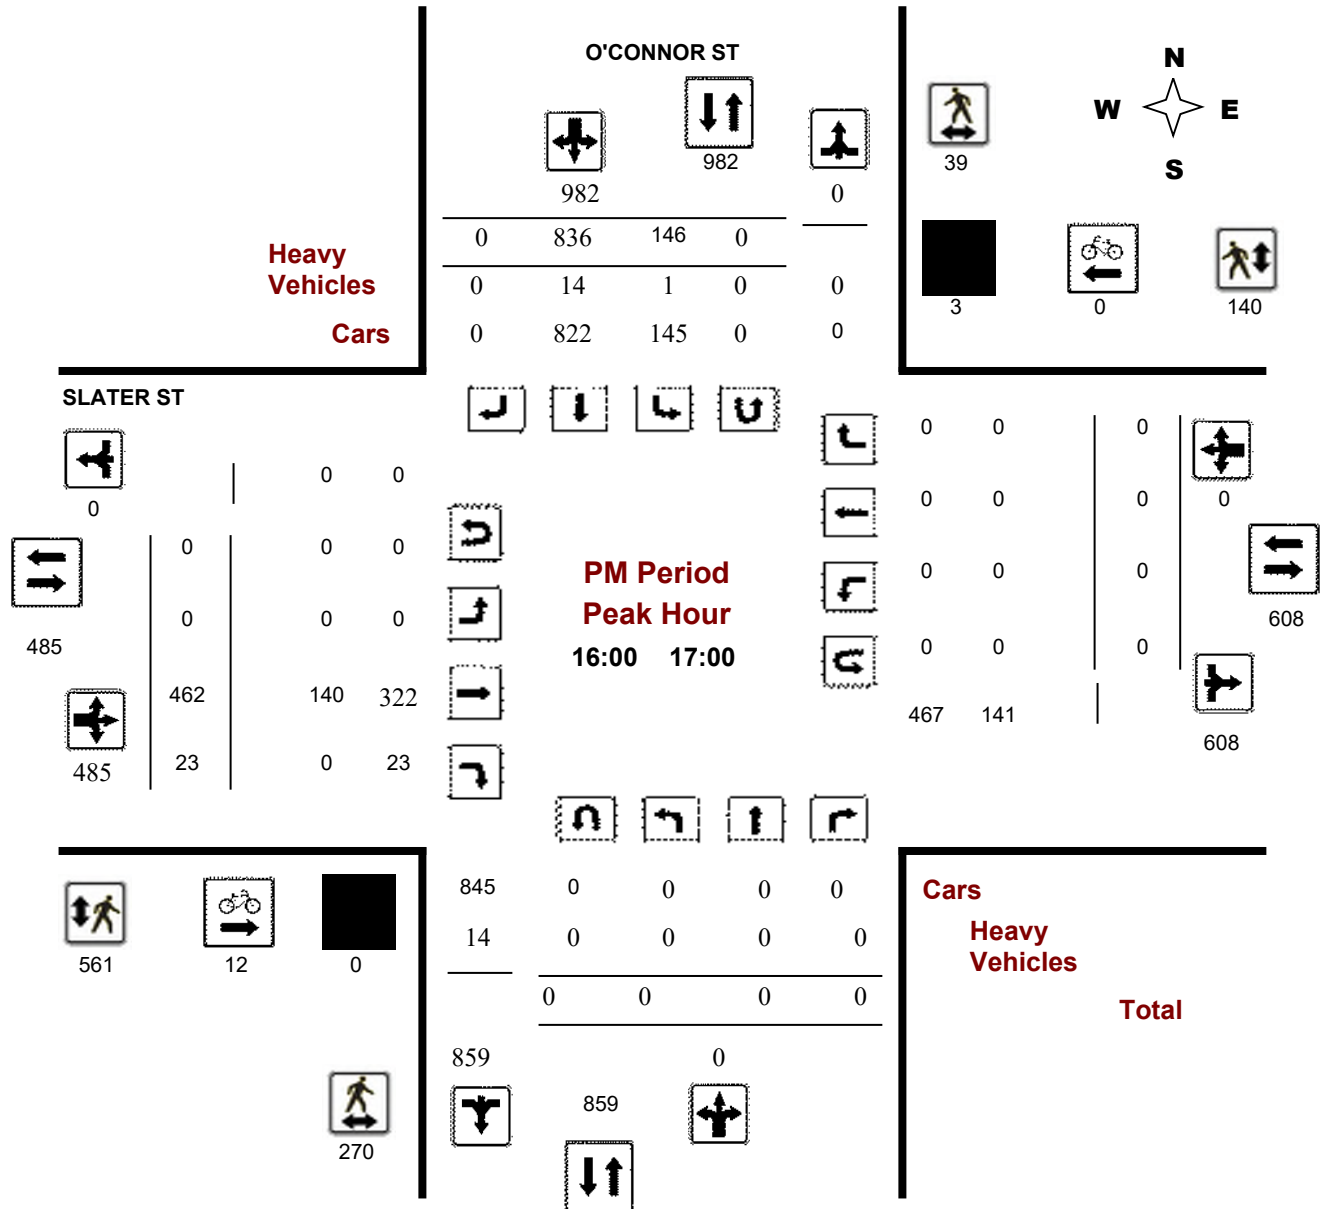 O'CONNOR ST
N
W E
S
982
39
982 0
0 836 146 0
Heavy
Vehicles
0 14 1 0 0
3 0 140
Cars
0 822 145 0 0
SLATER ST
0 0 0
0 0
0
0 0 0 0
0 0 0
0 0 0
485
0 0 0
608
PM Period
Peak Hour
16:00 17:00
0 0 0
462 140 322
467 141
608
485 23 0 23
845 0 0 0 0
Cars
14 0 0 0 0
Heavy
Vehicles
561 12 0
0 0 0 0
Total
859 0
859
270